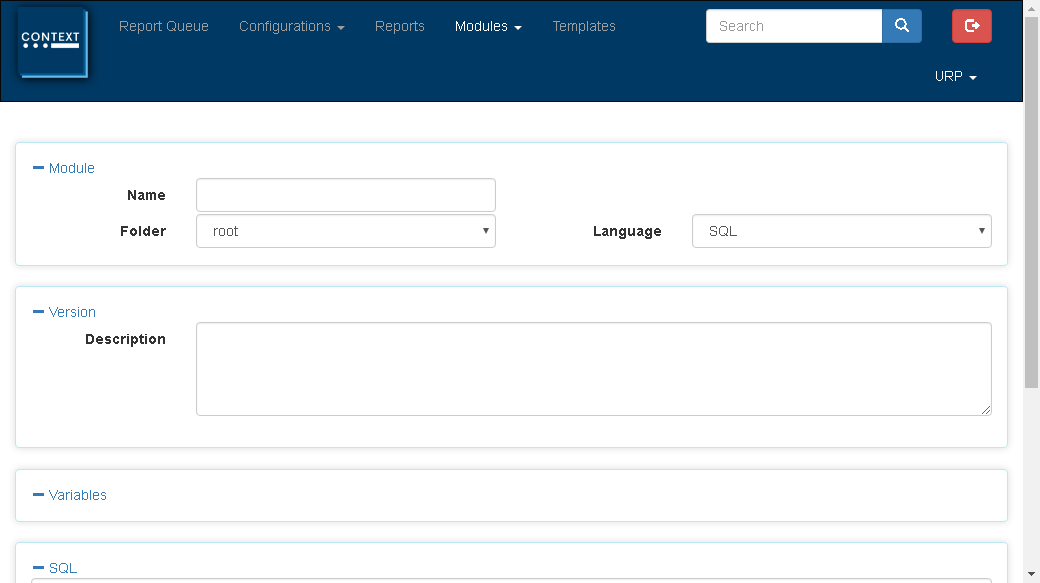 CONTEXT
Report Queue Configurations Reports Modules Templates Search
URP
Module
Name
Folder root Language SQL
Version
Description
Variables
SQL